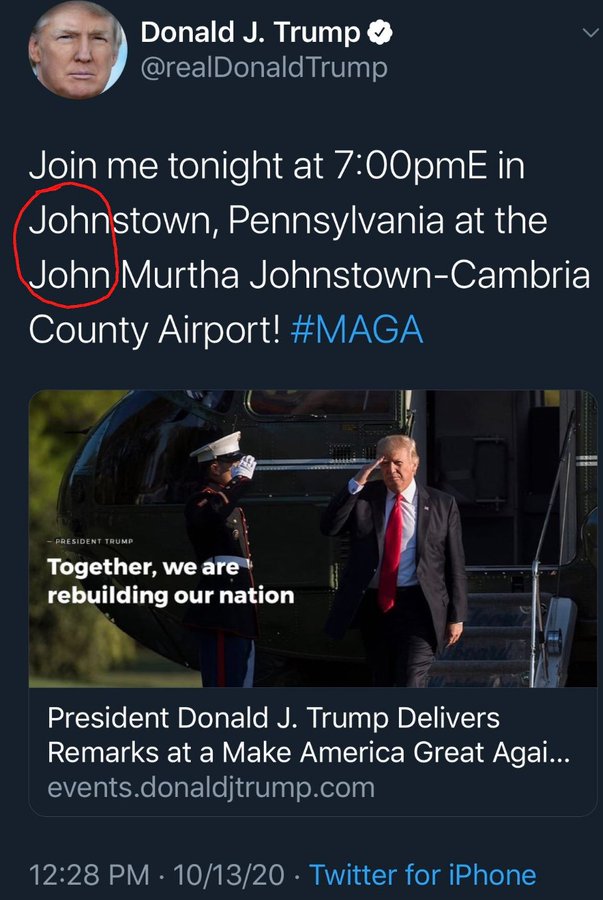 Donald J. Trump
@realDonaldTrump
Join me tonight at 7:00pmE in
Johnstown, Pennsylvania at the
John Murtha Johnstown-Cambria
County Airport! #MAGA
– PRESIDENT TRUMP
Together, we are
rebuilding our nation
President Donald J. Trump Delivers
Remarks at a Make America Great Agai...
events.donaldjtrump.com
12:28 PM · 10/13/20 · Twitter for iPhone